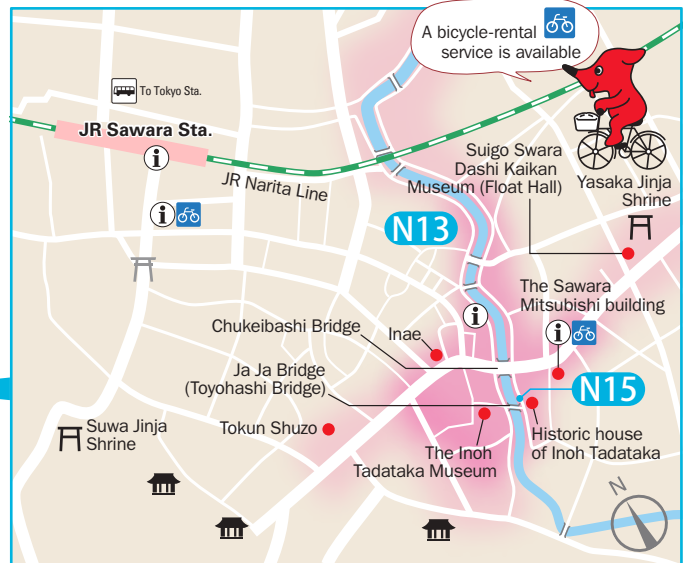 A bicycle-rental
service is available
To Tokyo Sta.
JR Sawara Sta.
i
JR Narita Line
i
Suigo Swara
Dashi Kaikan
Museum (Float Hall)
Yasaka Jinja
Shrine
N13
The Sawara
Mitsubishi building
i
i
Chukeibashi Bridge
Inae
Ja Ja Bridge
(Toyohashi Bridge)
N15
Suwa Jinja
Shrine
Tokun Shuzo
The Inoh
Tadataka Museum
Historic house
of Inoh Tadataka
N